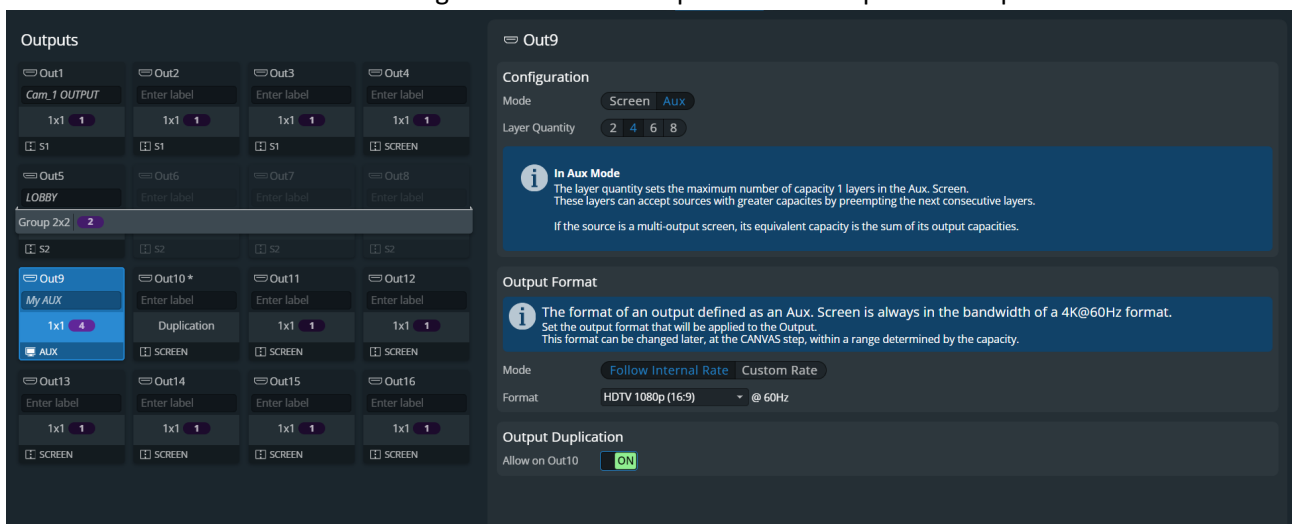 Outputs
Out1 Out2 Out3 Out4
Cam_1 OUTPUT Enter label Enter label Enter label
1x1 1 1x1 1 1x1 1 1x1 1
S1 S1 S1 SCREEN
Out5 Out6 Out7 Out8
LOBBY Enter label Enter label Enter label
Group 2x2 2
S2 S2 S2 S2
Out9 Out10 * Out11 Out12
My AUX Enter label Enter label Enter label
1x1 4 Duplication 1x1 1 1x1 1
AUX SCREEN SCREEN SCREEN
Out13 Out14 Out15 Out16
Enter label Enter label Enter label Enter label
1x1 1 1x1 1 1x1 1 1x1 1
SCREEN SCREEN SCREEN SCREEN
Out9
Configuration
Mode Screen Aux
Layer Quantity 2 4 6 8
In Aux Mode
The layer quantity sets the maximum number of capacity 1 layers in the Aux. Screen.
These layers can accept sources with greater capacites by preempting the next consecutive layers.
If the source is a multi-output screen, its equivalent capacity is the sum of its output capacities.
Output Format
The format of an output defined as an Aux. Screen is always in the bandwidth of a 4K@60Hz format.
Set the output format that will be applied to the Output.
This format can be changed later, at the CANVAS step, within a range determined by the capacity.
Mode Follow Internal Rate Custom Rate
Format HDTV 1080p (16:9) @ 60Hz
Output Duplication
Allow on Out10 ON